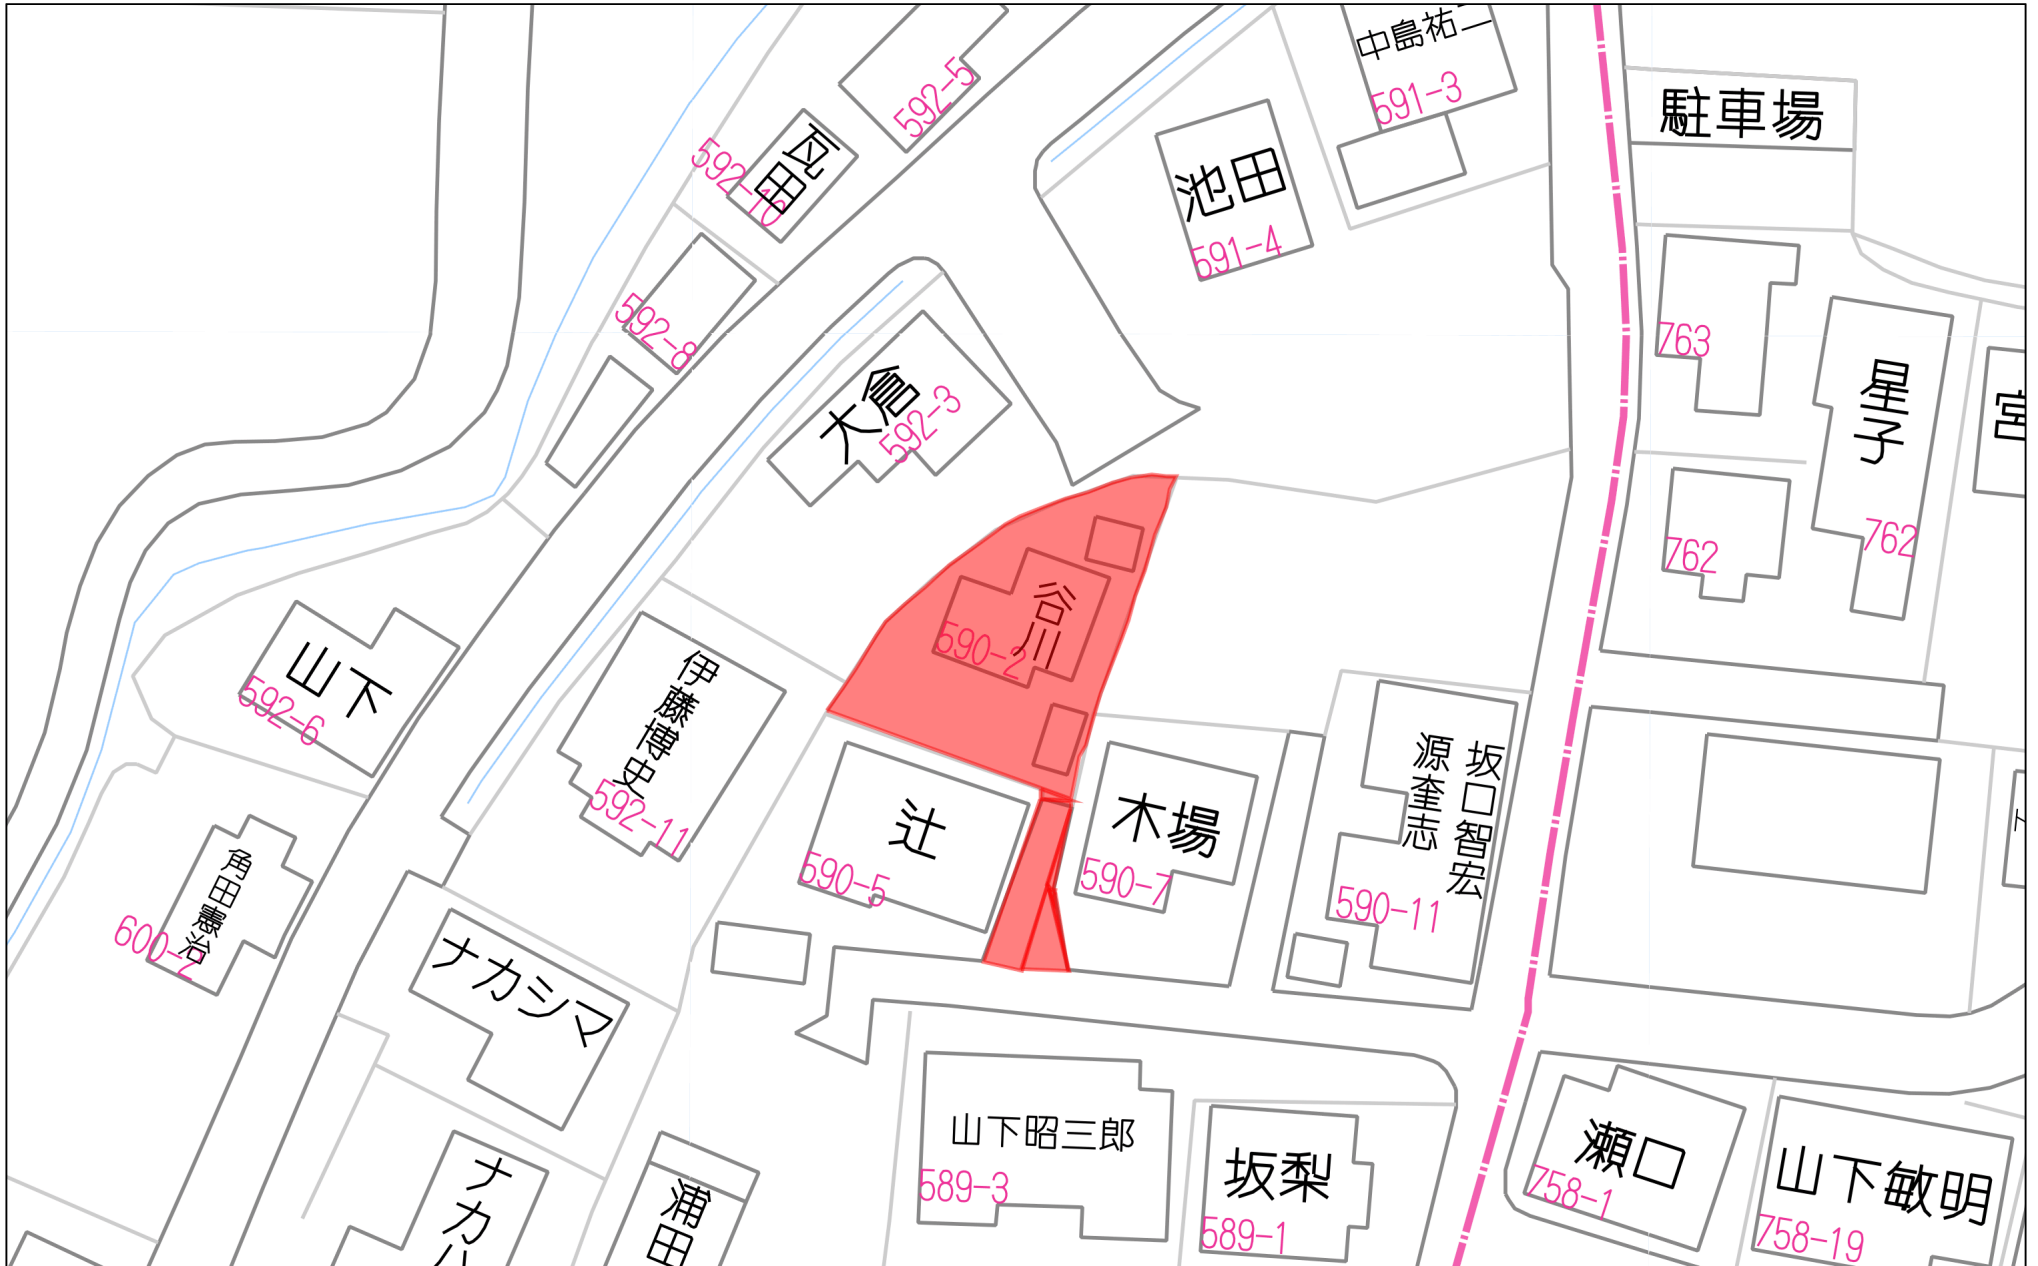 中島祐二
591-3
592-5
駐車場
瓦田
592-10
池田
591-4
592-8
763
星子
762
大倉
592-3
宮
762
谷川
590-2
山下
592-6
伊藤博史
592-11
坂口智宏
源奎志
590-11
辻
590-5
木場
590-7
角田憲治
600-2
ナカシマ
山下昭三郎
589-3
坂梨
589-1
瀬口
758-1
山下敏明
758-19
ナカハ
浦田